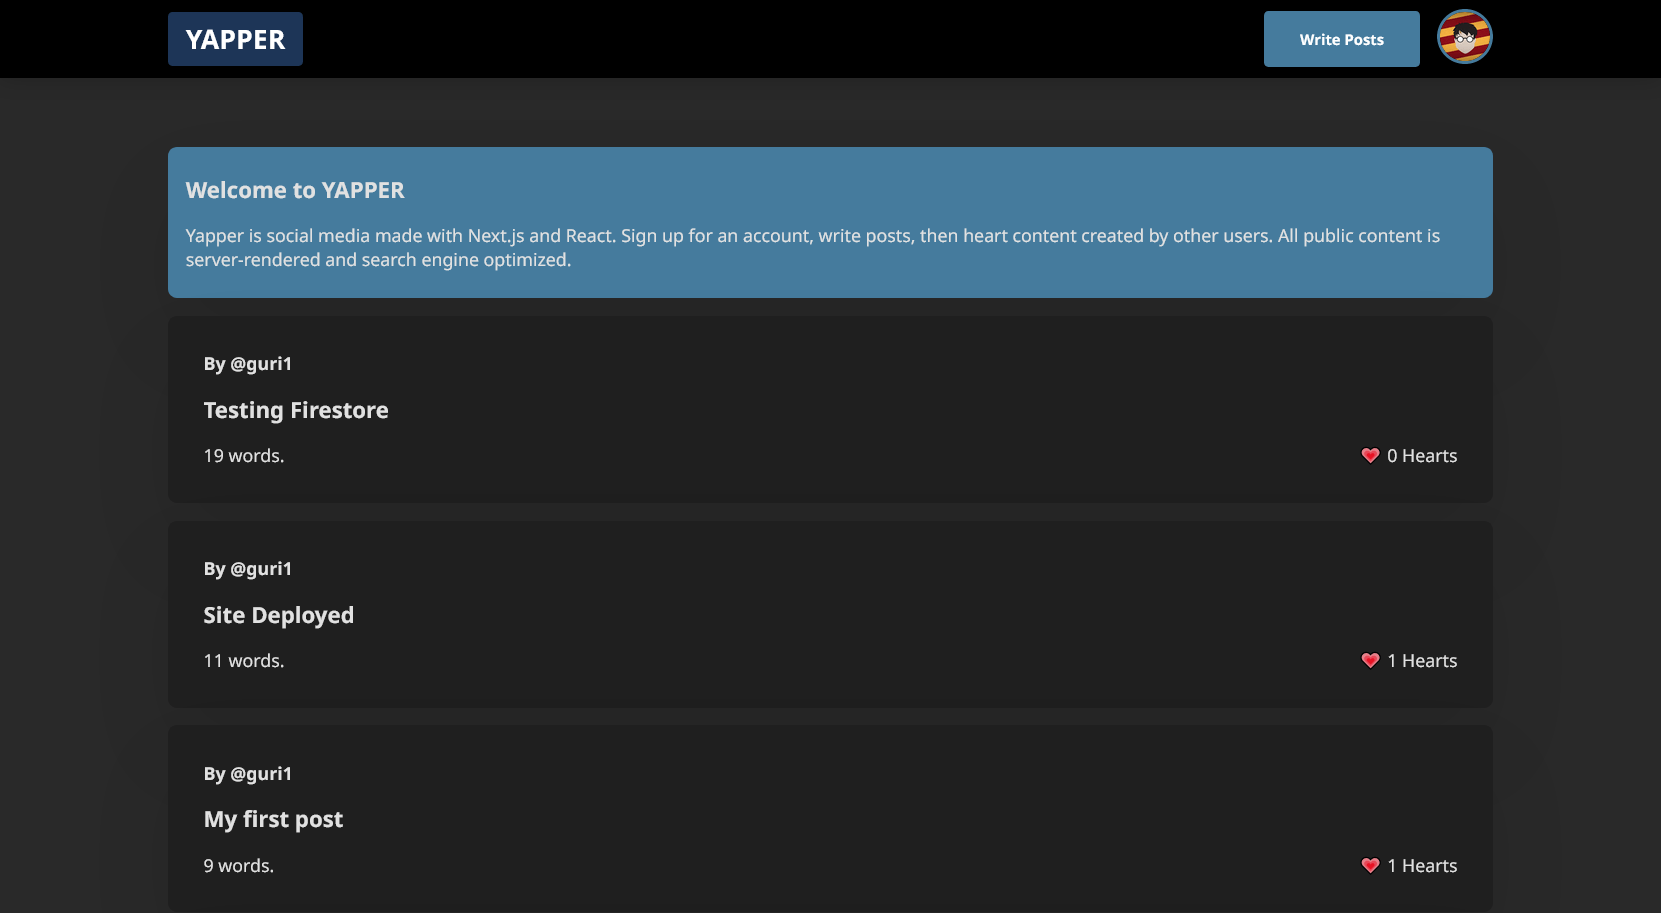 YAPPER
Write Posts
Welcome to YAPPER
Yapper is social media made with Next.js and React. Sign up for an account, write posts, then heart content created by other users. All public content is
server-rendered and search engine optimized.
By @guri1
Testing Firestore
19 words.
0 Hearts
By @guri1
Site Deployed
11 words.
1 Hearts
By @guri1
My first post
9 words.
1 Hearts